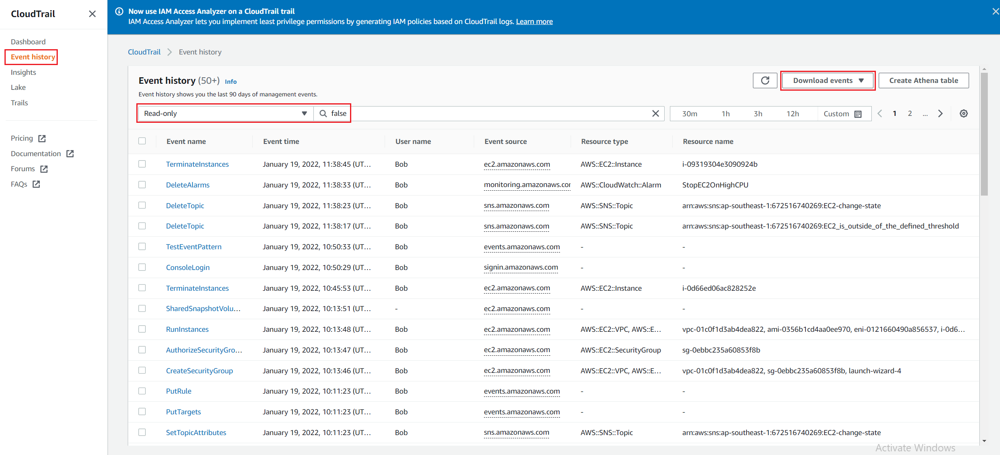 CloudTrail
Dashboard
Event history
Insights
Lake
Trails
Pricing
Documentation
Forums
FAQs
Now use IAM Access Analyzer on a CloudTrail trail
IAM Access Analyzer lets you implement least privilege permissions by generating IAM policies based on CloudTrail logs. Learn more
CloudTrail > Event history
Event history (50+) Info
Download events Create Athena table
Event history shows you the last 90 days of management events.
Read-only false 30m 1h 3h 12h Custom 1 2 ...
Event name Event time User name Event source Resource type Resource name
TerminateInstances January 19, 2022, 11:38:45 (UT... Bob ec2.amazonaws.com AWS::EC2::Instance i-09319304e3090924b
DeleteAlarms January 19, 2022, 11:38:33 (UT... Bob monitoring.amazonaws.cor AWS::CloudWatch::Alarm StopEC2OnHighCPU
DeleteTopic January 19, 2022, 11:38:23 (UT... Bob sns.amazonaws.com AWS::SNS::Topic arn:aws:sns:ap-southeast-1:672516740269:EC2-change-state
DeleteTopic January 19, 2022, 11:38:17 (UT... Bob sns.amazonaws.com AWS::SNS::Topic arn:aws:sns:ap-southeast-1:672516740269:EC2_is_outside_of_the_defined_threshold
TestEventPattern January 19, 2022, 10:50:33 (UT... Bob events.amazonaws.com - -
ConsoleLogin January 19, 2022, 10:50:29 (UT... Bob signin.amazonaws.com - -
TerminateInstances January 19, 2022, 10:45:53 (UT... Bob ec2.amazonaws.com AWS::EC2::Instance i-0d66ed06ac828252e
SharedSnapshotVolu... January 19, 2022, 10:13:51 (UT... - ec2.amazonaws.com - -
RunInstances January 19, 2022, 10:13:48 (UT... Bob ec2.amazonaws.com AWS::EC2::VPC, AWS::E... vpc-01c0f1d3ab4dea822, ami-0356b1cd4aa0ee970, eni-0121660490a856537, i-0d6...
AuthorizeSecurityGro... January 19, 2022, 10:13:47 (UT... Bob ec2.amazonaws.com AWS::EC2::SecurityGroup sg-0ebbc235a60853f8b
CreateSecurityGroup January 19, 2022, 10:13:46 (UT... Bob ec2.amazonaws.com AWS::EC2::VPC, AWS::E... vpc-01c0f1d3ab4dea822, sg-0ebbc235a60853f8b, launch-wizard-4
PutRule January 19, 2022, 10:11:23 (UT... Bob events.amazonaws.com - -
PutTargets January 19, 2022, 10:11:23 (UT... Bob events.amazonaws.com - -
SetTopicAttributes January 19, 2022, 10:11:23 (UT... Bob sns.amazonaws.com AWS::SNS::Topic arn:aws:sns:ap-southeast-1:672516740269:EC2-change-state
Activate Windows